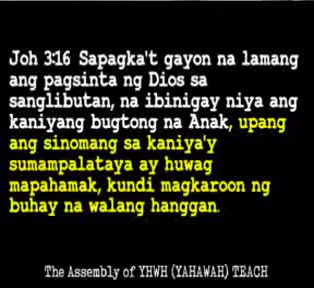 Joh 3:16 Sapagka't gayon na lamang
ang pagsinta ng Dios sa
sanglibutan, na ibinigay niya ang
kaniyang bugtong na Anak, upang
ang sinomang sa kaniya'y
sumampalataya ay huwag
mapahamak, kundi magkaroon ng
buhay na walang hanggan.
The Assembly of YHWH (YAHAWAH) TEACH